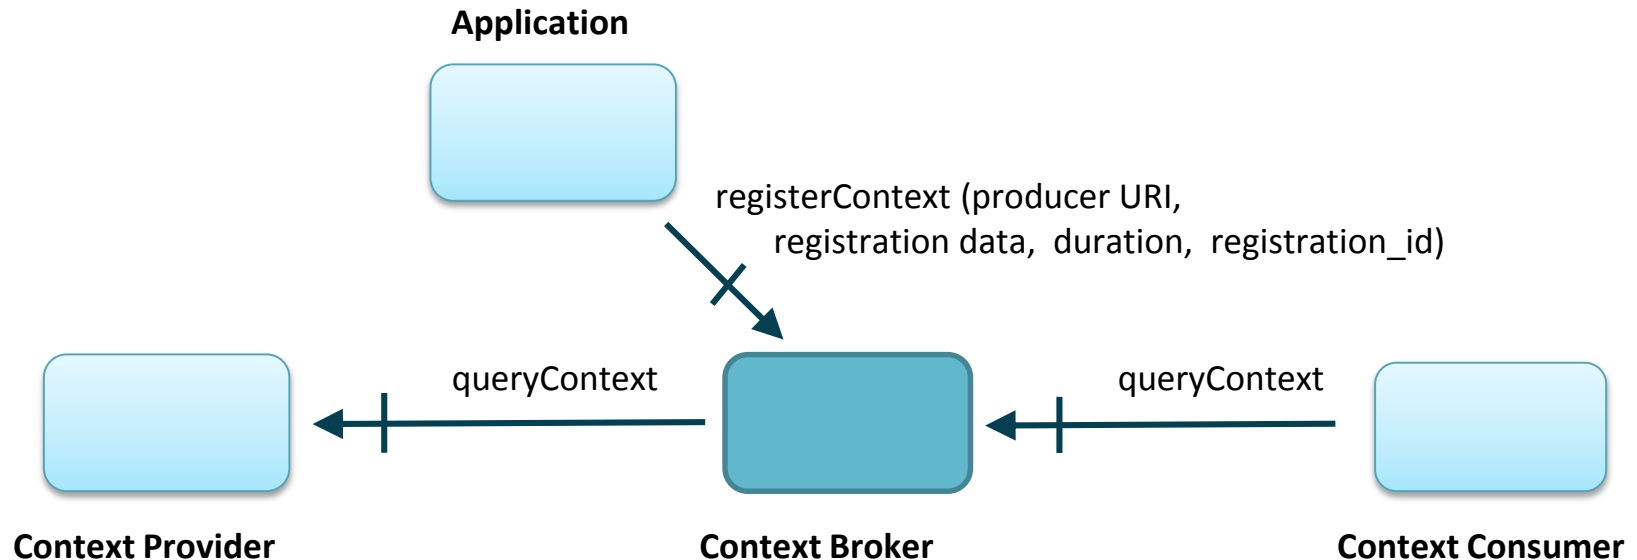 Application
registerContext (producer URI,
registration data, duration, registration_id)
queryContext
queryContext
Context Provider
Context Broker
Context Consumer